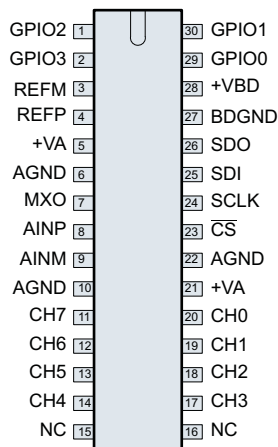 GPIO2 1 30 GPIO1
GPIO3 2 29 GPIO0
REFM 3 28 +VBD
REFP 4 27 BDGND
+VA 5 26 SDO
AGND 6 25 SDI
MXO 7 24 SCLK
AINP 8 23 CS
AINM 9 22 AGND
AGND 10 21 +VA
CH7 11 20 CH0
CH6 12 19 CH1
CH5 13 18 CH2
CH4 14 17 CH3
NC 15 16 NC